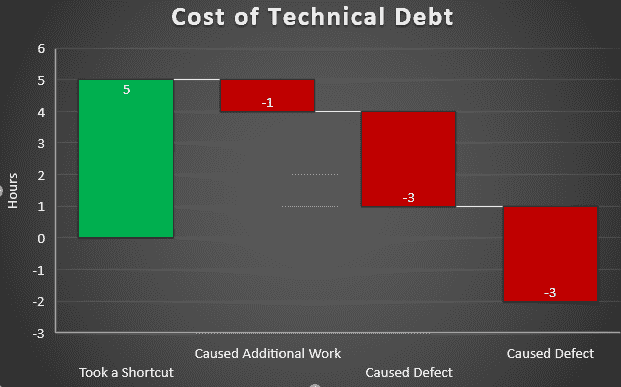 Cost of Technical Debt
6
5
4
3
2
1
0
-1
-2
-3
Hours
5
-1
-3
-3
Took a Shortcut
Caused Additional Work
Caused Defect
Caused Defect